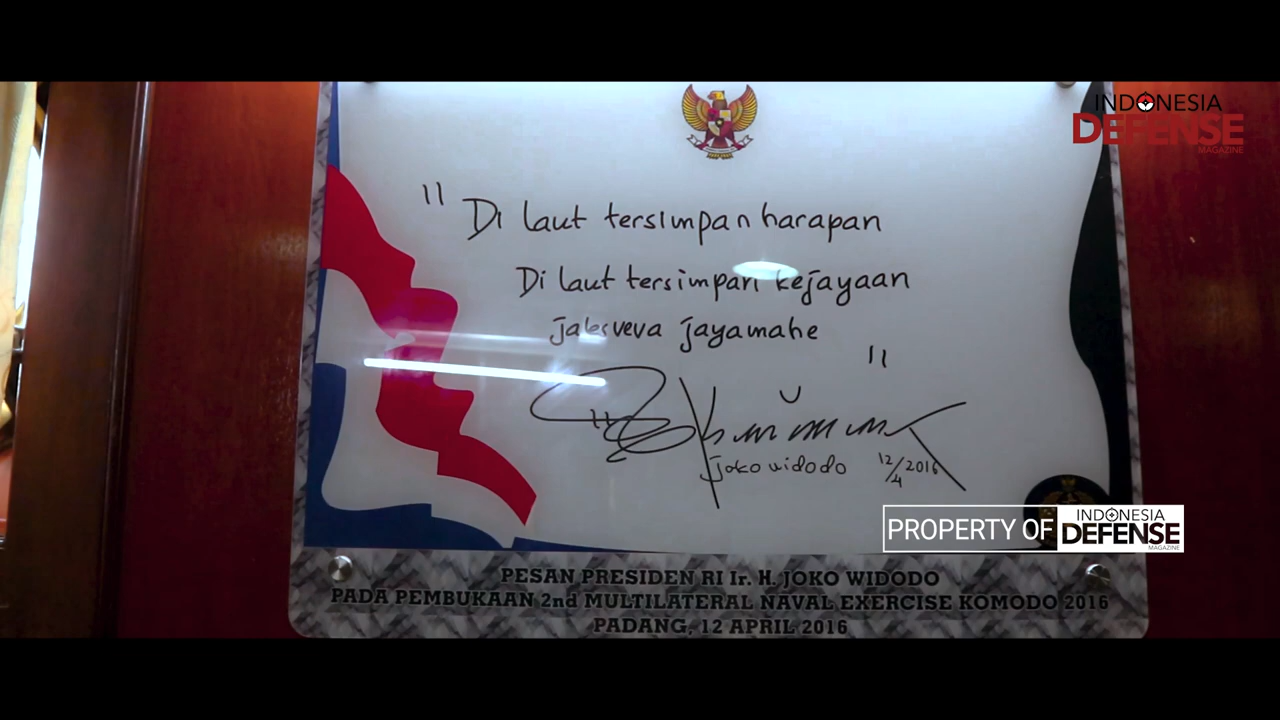 INDONESIA
DEFENSE
MAGAZINE
" Di laut tersimpan harapan
Di laut tersimpan kejayaan
jalesveva jayamahe "
joko widodo 12/4 2016
PROPERTY OF INDONESIA DEFENSE MAGAZINE
PESAN PRESIDEN RI Ir. H. JOKO WIDODO
PADA PEMBUKAAN 2nd MULTILATERAL NAVAL EXERCISE KOMODO 2016
PADANG, 12 APRIL 2016